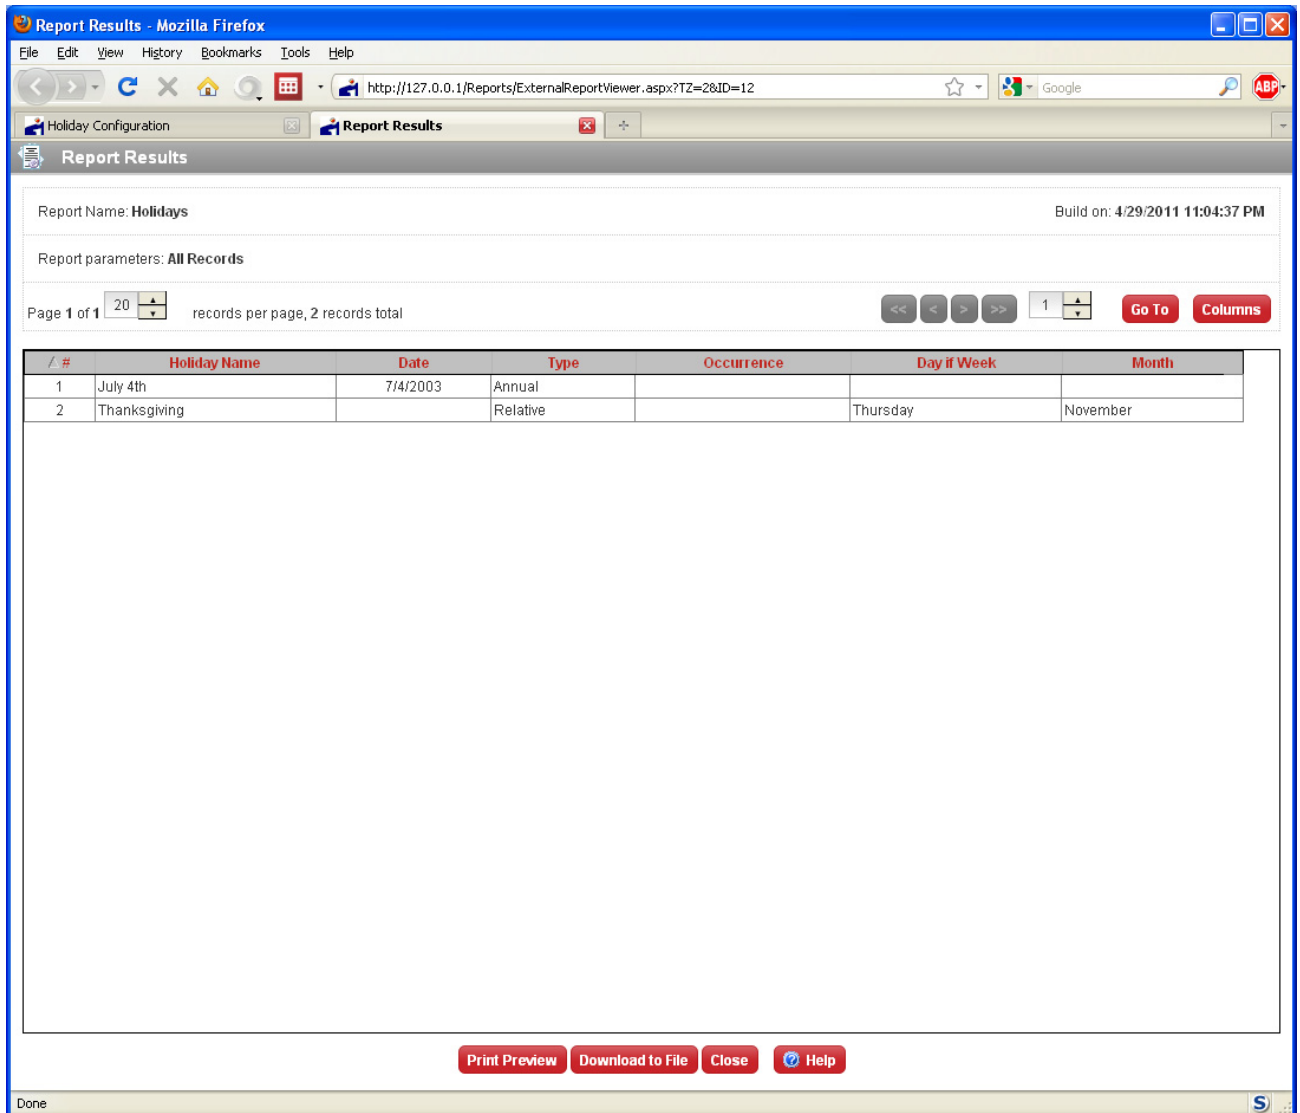 Report Results - Mozilla Firefox
File Edit View History Bookmarks Tools Help
http://127.0.0.1/Reports/ExternalReportViewer.aspx?TZ=2&ID=12 Google ABP
Holiday Configuration Report Results
Report Results
Report Name: Holidays Build on: 4/29/2011 11:04:37 PM
Report parameters: All Records
Page 1 of 1 20 records per page, 2 records total << < > >> 1 Go To Columns
# Holiday Name Date Type Occurrence Day if Week Month
1 July 4th 7/4/2003 Annual
2 Thanksgiving Relative Thursday November
Print Preview Download to File Close Help
Done S